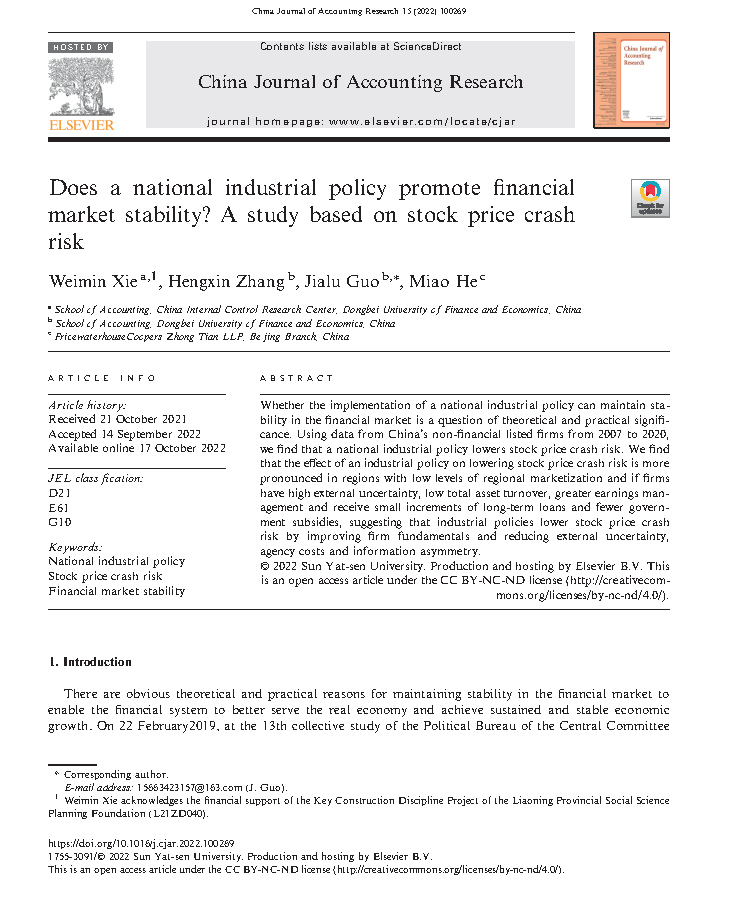 China Journal of Accounting Research 15 (2022) 100269
HOSTED BY
ELSEVIER
Contents lists available at ScienceDirect
China Journal of Accounting Research
journal homepage: www.elsevier.com/locate/cjar
China Journal of
Accounting
Research
Does a national industrial policy promote financial
market stability? A study based on stock price crash
risk
Check for
updates
Weimin Xie a,1, Hengxin Zhang b, Jialu Guo b,*, Miao He c
a School of Accounting, China Internal Control Research Center, Dongbei University of Finance and Economics, China
b School of Accounting, Dongbei University of Finance and Economics, China
c PricewaterhouseCoopers Zhong Tian LLP, Beijing Branch, China
ARTICLE INFO
Article history:
Received 21 October 2021
Accepted 14 September 2022
Available online 17 October 2022
JEL classification:
D21
E61
G10
Keywords:
National industrial policy
Stock price crash risk
Financial market stability
ABSTRACT
Whether the implementation of a national industrial policy can maintain sta-
bility in the financial market is a question of theoretical and practical signifi-
cance. Using data from China's non-financial listed firms from 2007 to 2020,
we find that a national industrial policy lowers stock price crash risk. We find
that the effect of an industrial policy on lowering stock price crash risk is more
pronounced in regions with low levels of regional marketization and if firms
have high external uncertainty, low total asset turnover, greater earnings man-
agement and receive small increments of long-term loans and fewer govern-
ment subsidies, suggesting that industrial policies lower stock price crash
risk by improving firm fundamentals and reducing external uncertainty,
agency costs and information asymmetry.
© 2022 Sun Yat-sen University. Production and hosting by Elsevier B.V. This
is an open access article under the CC BY-NC-ND license (http://creativecom-
mons.org/licenses/by-nc-nd/4.0/).
1. Introduction
There are obvious theoretical and practical reasons for maintaining stability in the financial market to
enable the financial system to better serve the real economy and achieve sustained and stable economic
growth. On 22 February2019, at the 13th collective study of the Political Bureau of the Central Committee
* Corresponding author.
E-mail address: 15663423157@163.com (J. Guo).
1 Weimin Xie acknowledges the financial support of the Key Construction Discipline Project of the Liaoning Provincial Social Science
Planning Foundation (L21ZD040).
https://doi.org/10.1016/j.cjar.2022.100269
1755-3091/© 2022 Sun Yat-sen University. Production and hosting by Elsevier B.V.
This is an open access article under the CC BY-NC-ND license (http://creativecommons.org/licenses/by-nc-nd/4.0/).